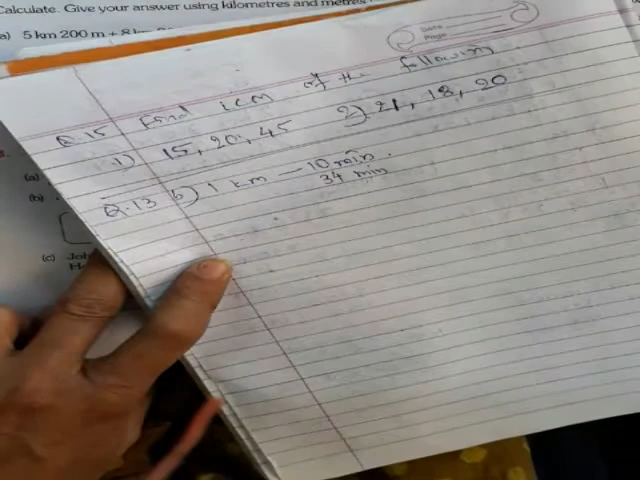 Calculate. Give your answer using kilometres and metres
a) 5 km 200 m + 8 k
Date
Page
Q.15 Find lCM of the following
1) 15, 20, 45 2) 21, 18, 20
Q.13 b) 1 km — 10 min.
34 min
(a)
(b)
(c) Joh